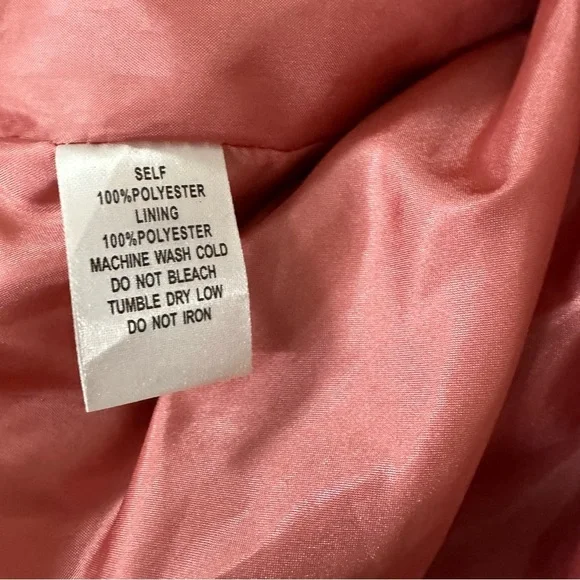 SELF
100%POLYESTER
LINING
100%POLYESTER
MACHINE WASH COLD
DO NOT BLEACH
TUMBLE DRY LOW
DO NOT IRON